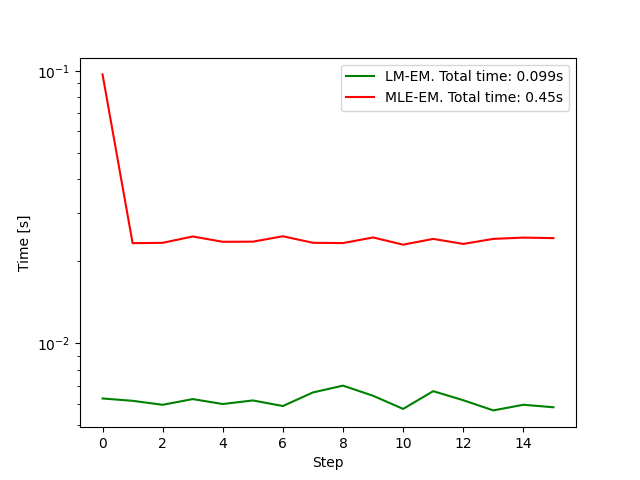 LM-EM. Total time: 0.099s
MLE-EM. Total time: 0.45s
Time [s]
10⁻¹
10⁻²
0 2 4 6 8 10 12 14
Step